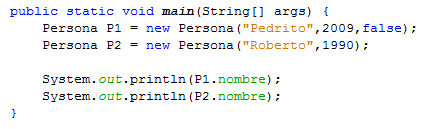 public static void main(String[] args) {
    Persona P1 = new Persona("Pedrito",2009,false);
    Persona P2 = new Persona("Roberto",1990);

    System.out.println(P1.nombre);
    System.out.println(P2.nombre);
}